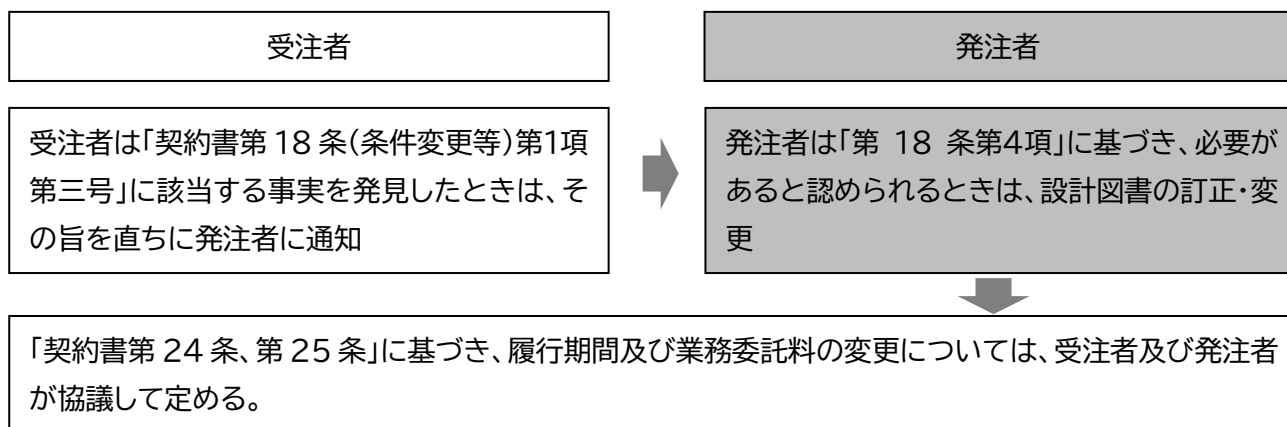 受注者
発注者
受注者は「契約書第 18 条(条件変更等)第1項
第三号」に該当する事実を発見したときは、そ
の旨を直ちに発注者に通知
発注者は「第 18 条第4項」に基づき、必要が
あると認められるときは、設計図書の訂正・変
更
「契約書第 24 条、第 25 条」に基づき、履行期間及び業務委託料の変更については、受注者及び発注者
が協議して定める。